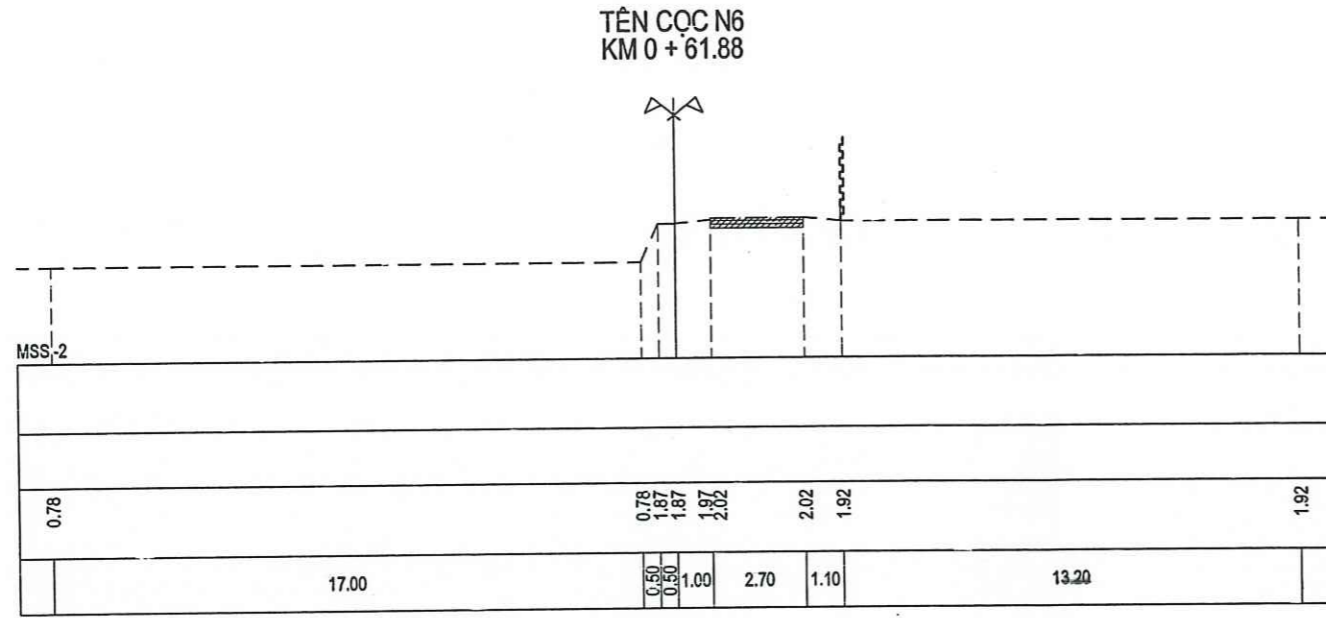 TÊN CỌC N6
KM 0 + 61.88
MSS -2
0.78 0.78 1.87 1.87 1.97 2.02 2.02 1.92 1.92
17.00 0.50 0.50 1.00 2.70 1.10 13.20